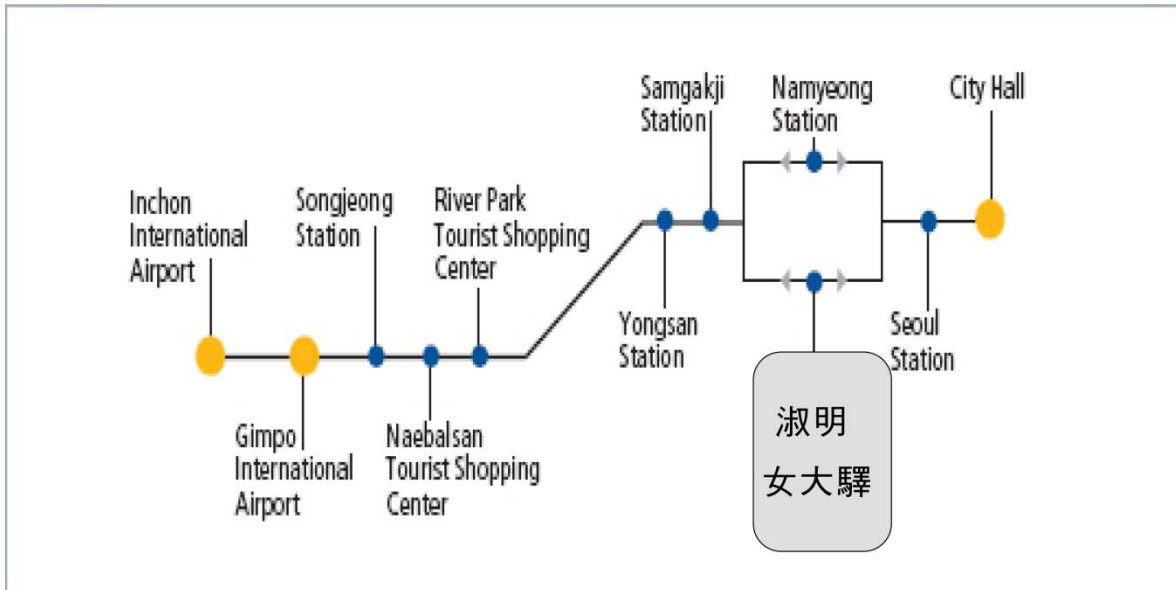 Samgakji
Station
Namyeong
Station
City Hall
Inchon
International
Airport
Songjeong
Station
River Park
Tourist Shopping
Center
Yongsan
Station
Seoul
Station
Gimpo
International
Airport
Naebalsan
Tourist Shopping
Center
淑明
女大驛